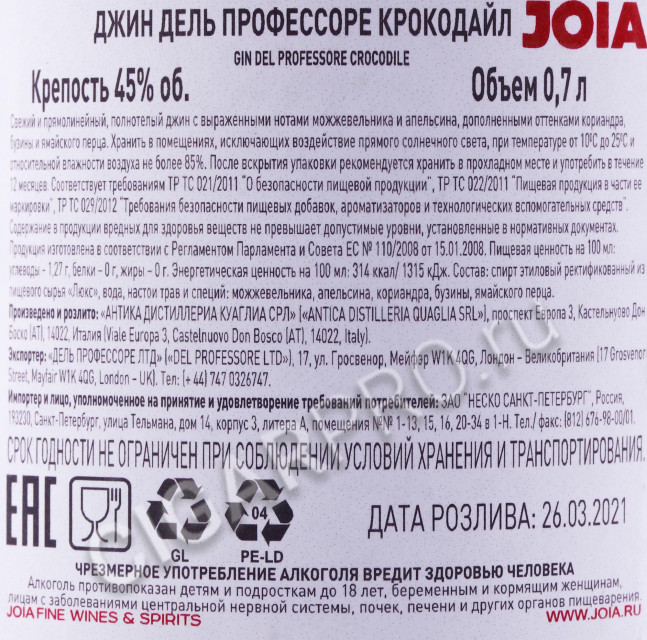 ДЖИН ДЕЛЬ ПРОФЕССОРЕ КРОКОДАЙЛ JOIA
GIN DEL PROFESSORE CROCODILE
Крепость 45% об. Объем 0,7 л
Свежий и прямолинейный, полнотелый джин с выраженными нотами можжевельника и апельсина, дополненными оттенками кориандра,
бузины и ямайского перца. Хранить в помещениях, исключающих воздействие прямого солнечного света, при температуре от 10ºС до 25ºС и
относительной влажности воздуха не более 85%. После вскрытия упаковки рекомендуется хранить в прохладном месте и употребить в течение
12 месяцев. Соответствует требованиям ТР ТС 021/2011 "О безопасности пищевой продукции", ТР ТС 022/2011 "Пищевая продукция в части ее
маркировки", ТР ТС 029/2012 "Требования безопасности пищевых добавок, ароматизаторов и технологических вспомогательных средств".
Содержание в продукции вредных для здоровья веществ не превышает допустимые уровни, установленные в нормативных документах.
Продукция изготовлена в соответствии с Регламентом Парламента и Совета ЕС № 110/2008 от 15.01.2008. Пищевая ценность на 100 мл:
углеводы - 1,27 г, белки - 0 г, жиры - 0 г. Энергетическая ценность на 100 мл: 314 ккал/ 1315 кДж. Состав: спирт этиловый ректификованный из
пищевого сырья «Люкс», вода, настои трав и специй: можжевельника, апельсина, кориандра, бузины, ямайского перца.
Произведено и розлито: «АНТИКА ДИСТИЛЛЕРИА КУАГЛИА СРЛ» («ANTICA DISTILLERIA QUAGLIA SRL»), проспект Европа 3, Кастельнуово Дон
Боско (АТ), 14022, Италия (Viale Europa 3, Castelnuovo Don Bosco (AT), 14022, Italy).
Экспортер: «ДЕЛЬ ПРОФЕССОРЕ ЛТД» («DEL PROFESSORE LTD»), 17, ул. Гросвенор, Мейфар W1K 4QG, Лондон - Великобритания (17 Grosvenor
Street, Mayfair W1K 4QG, London - UK). Тел: (+ 44) 747 0326747.
Импортер и лицо, уполномоченное на принятие и удовлетворение требований потребителей: ЗАО "НЕСКО САНКТ-ПЕТЕРБУРГ", Россия,
193230, Санкт-Петербург, улица Тельмана, дом 14, корпус 3, литера А, помещения №№ 1-13, 15, 16, 20-34 в 1-Н. Тел./ факс: (812) 676-98-00/01.
СРОК ГОДНОСТИ НЕ ОГРАНИЧЕН ПРИ СОБЛЮДЕНИИ УСЛОВИЙ ХРАНЕНИЯ И ТРАНСПОРТИРОВАНИЯ.
EAC 04 ДАТА РОЗЛИВА: 26.03.2021
GL PE-LD
ЧРЕЗМЕРНОЕ УПОТРЕБЛЕНИЕ АЛКОГОЛЯ ВРЕДИТ ЗДОРОВЬЮ ЧЕЛОВЕКА
Алкоголь противопоказан детям и подросткам до 18 лет, беременным и кормящим женщинам,
лицам с заболеваниями центральной нервной системы, почек, печени и других органов пищеварения.
JOIA FINE WINES & SPIRITS WWW.JOIA.RU
CIGARPRO.ru